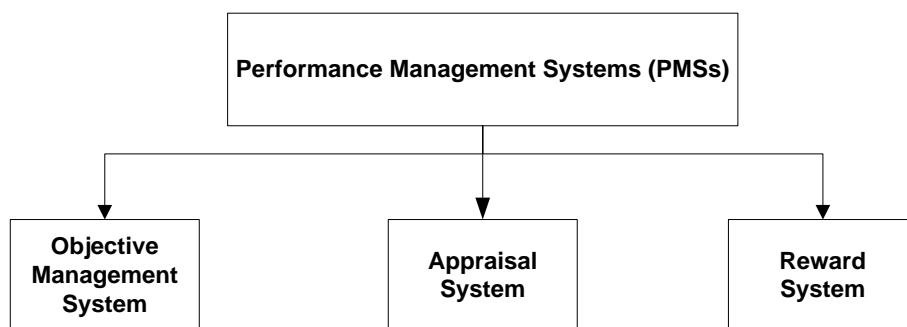 Performance Management Systems (PMSs)
Objective
Management
System
Appraisal
System
Reward
System